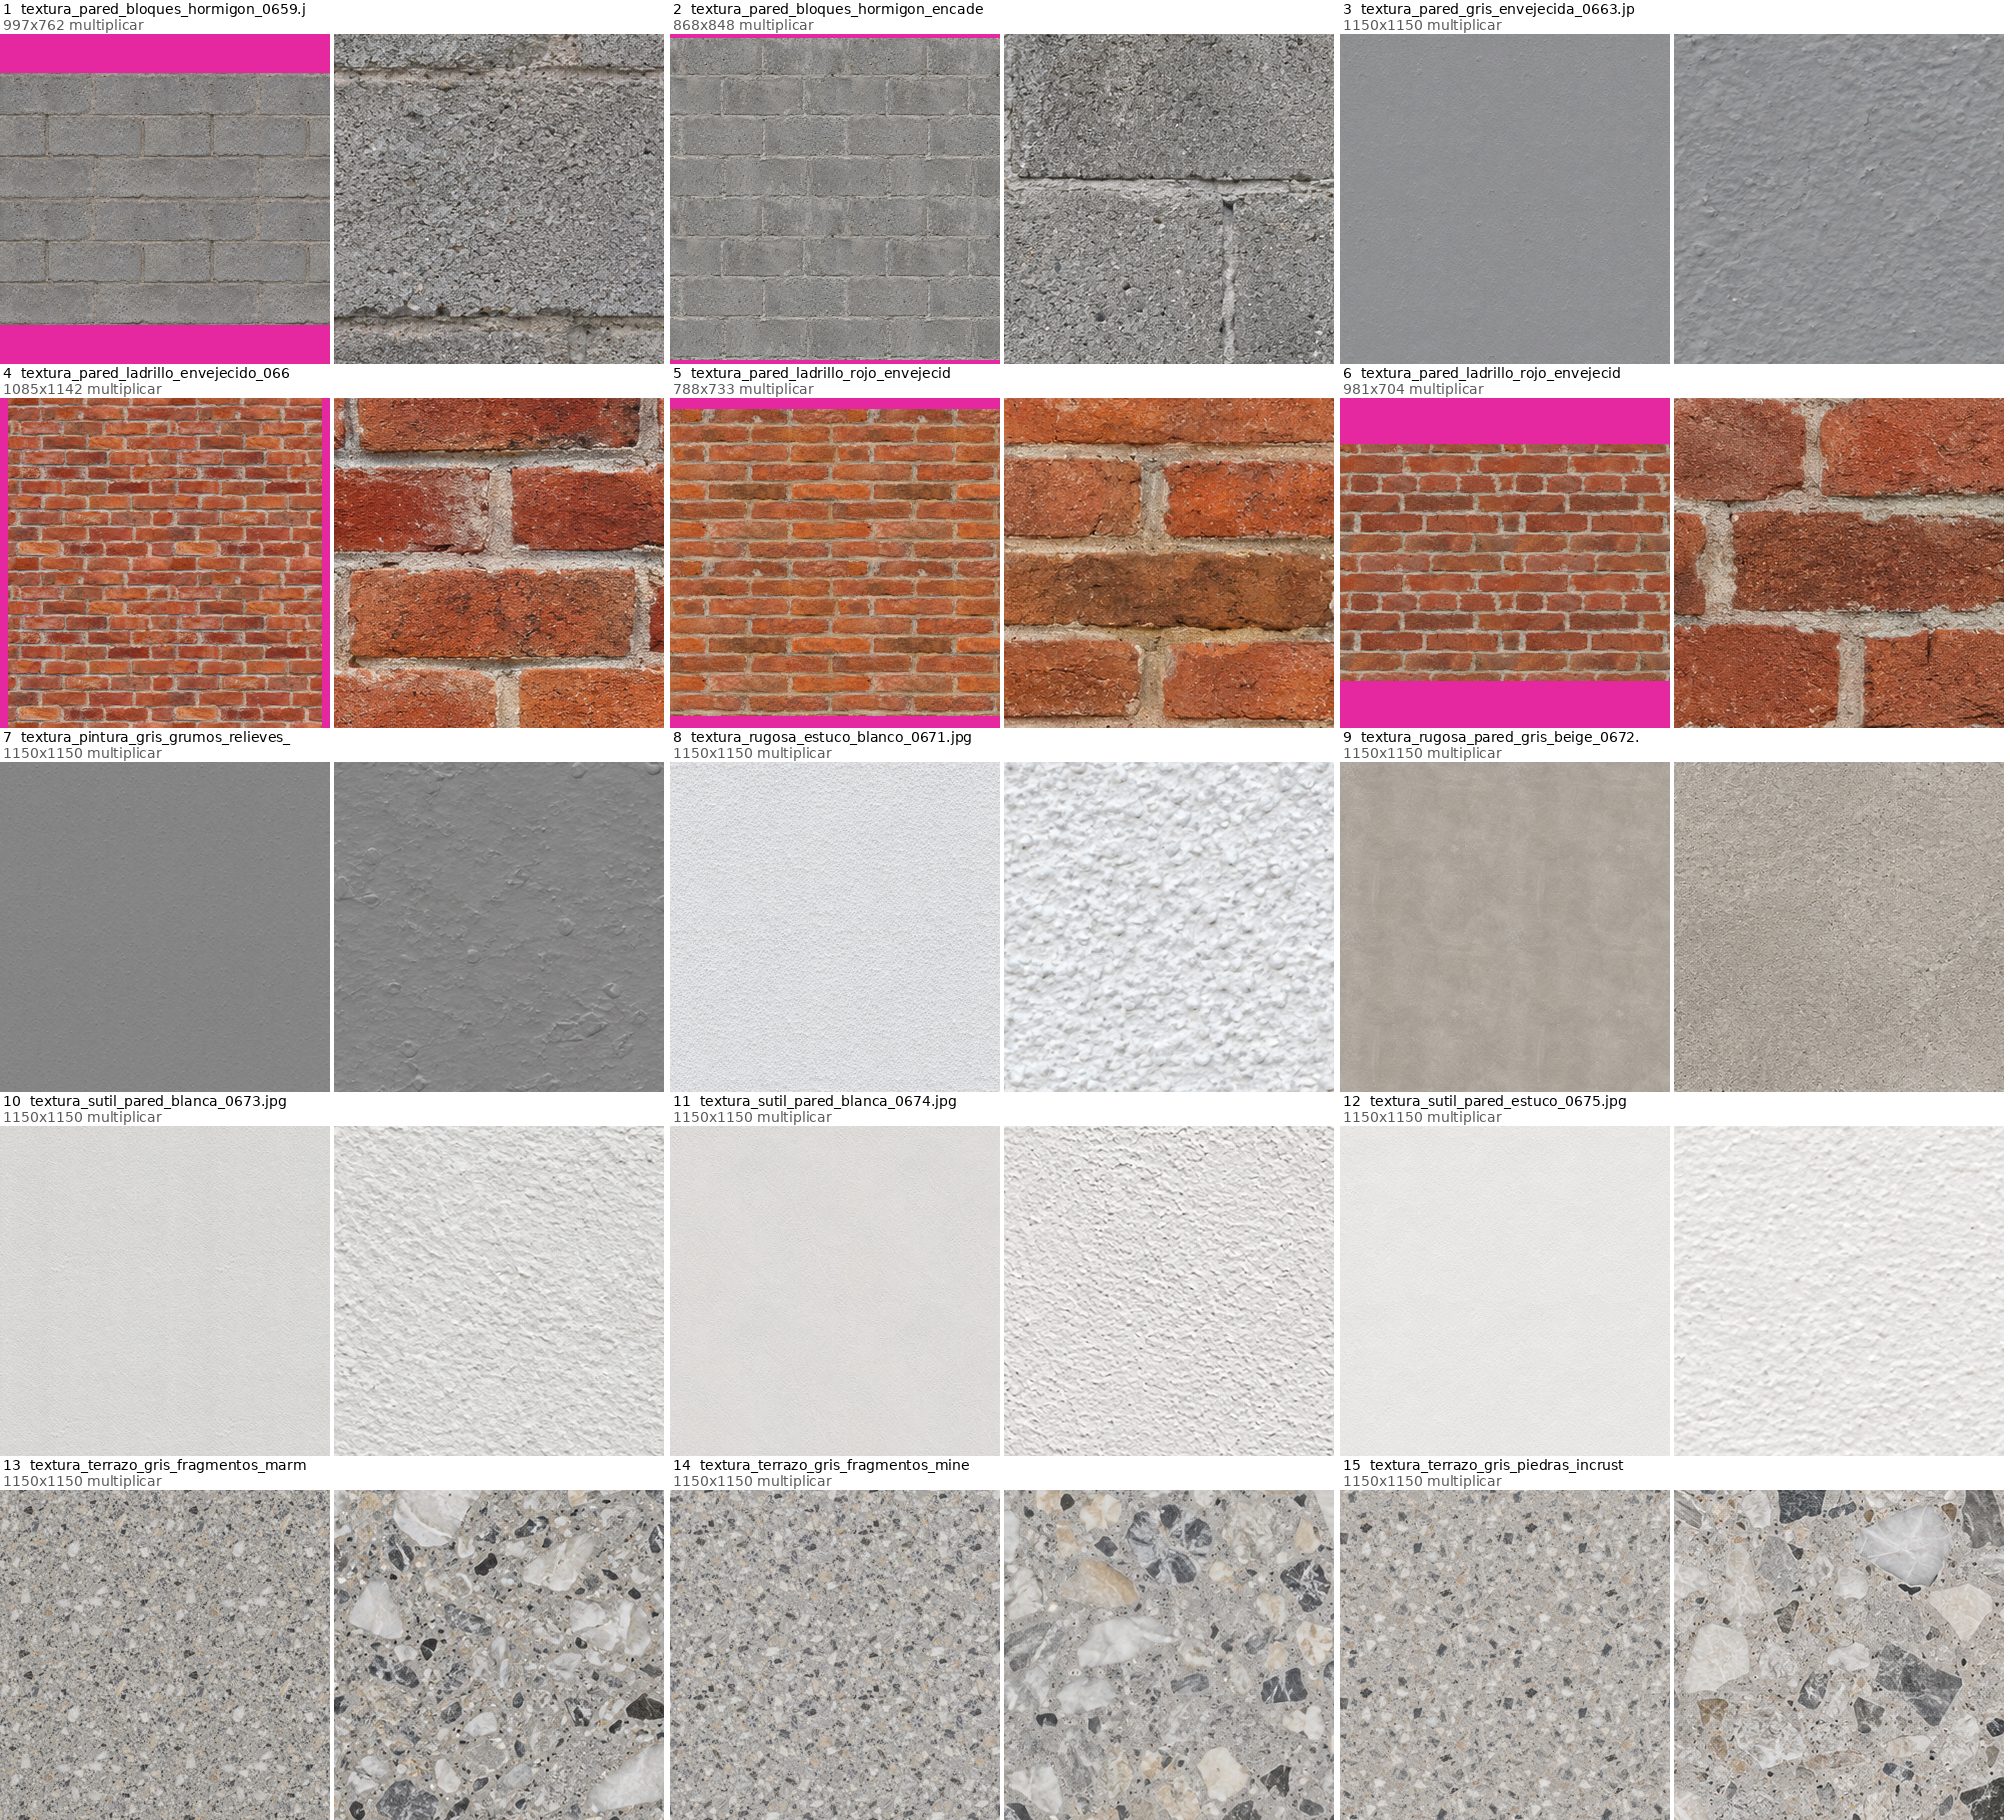 1 textura_pared_bloques_hormigon_0659.j
997x762 multiplicar
2 textura_pared_bloques_hormigon_encade
868x848 multiplicar
3 textura_pared_gris_envejecida_0663.jp
1150x1150 multiplicar
4 textura_pared_ladrillo_envejecido_066
1085x1142 multiplicar
5 textura_pared_ladrillo_rojo_envejecid
788x733 multiplicar
6 textura_pared_ladrillo_rojo_envejecid
981x704 multiplicar
7 textura_pintura_gris_grumos_relieves_
1150x1150 multiplicar
8 textura_rugosa_estuco_blanco_0671.jpg
1150x1150 multiplicar
9 textura_rugosa_pared_gris_beige_0672.
1150x1150 multiplicar
10 textura_sutil_pared_blanca_0673.jpg
1150x1150 multiplicar
11 textura_sutil_pared_blanca_0674.jpg
1150x1150 multiplicar
12 textura_sutil_pared_estuco_0675.jpg
1150x1150 multiplicar
13 textura_terrazo_gris_fragmentos_marm
1150x1150 multiplicar
14 textura_terrazo_gris_fragmentos_mine
1150x1150 multiplicar
15 textura_terrazo_gris_piedras_incrust
1150x1150 multiplicar